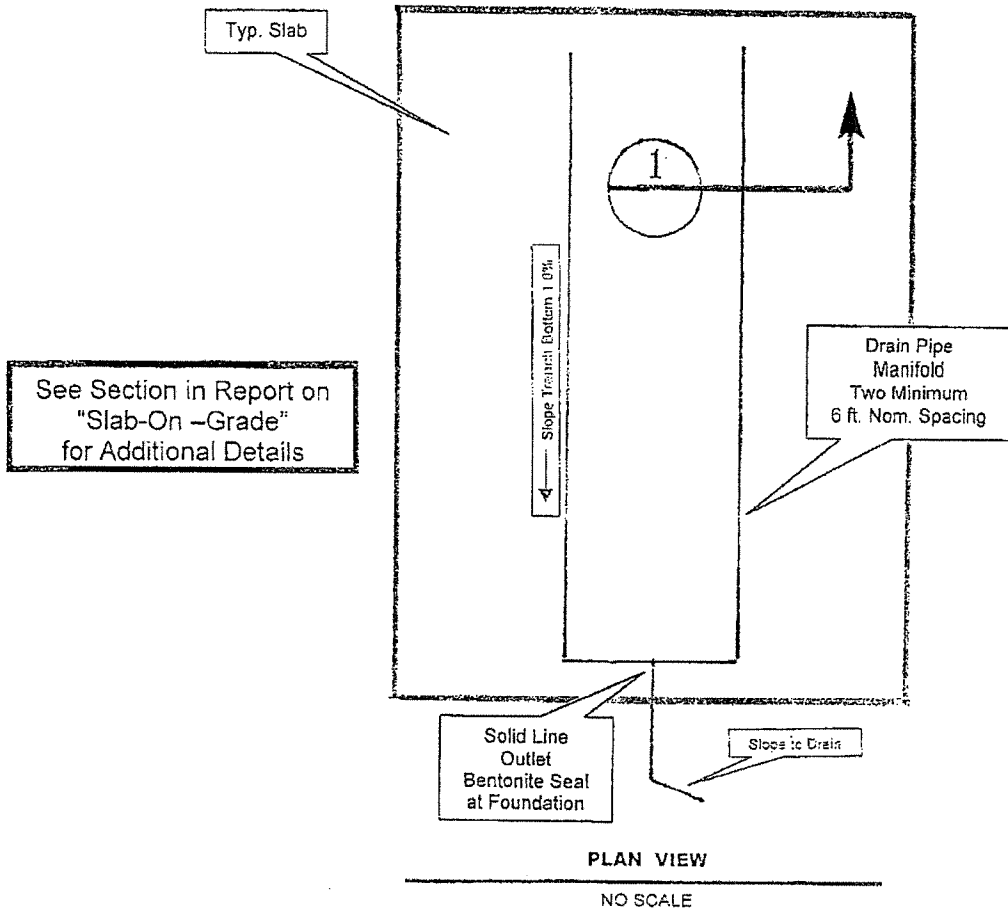 Typ. Slab
1
Slope Trench Bottom 1.0%
See Section in Report on
"Slab-On –Grade"
for Additional Details
Drain Pipe
Manifold
Two Minimum
6 ft. Nom. Spacing
Solid Line
Outlet
Bentonite Seal
at Foundation
Slope to Drain
PLAN VIEW
NO SCALE